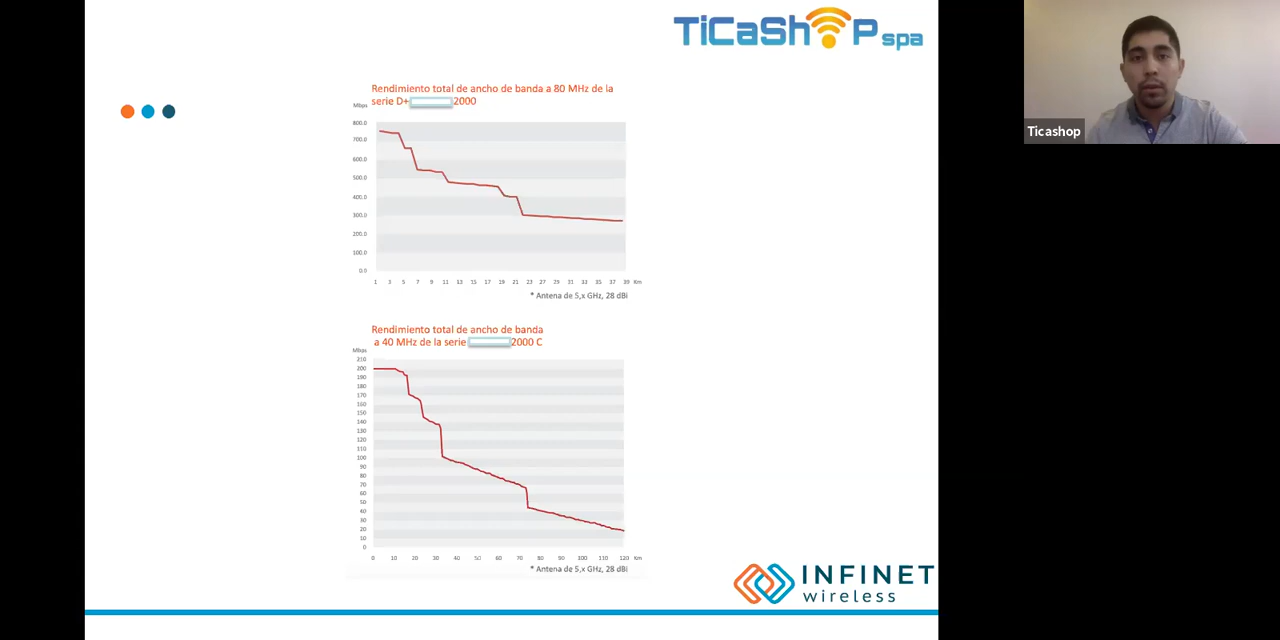 TiCaShoP spa
Rendimiento total de ancho de banda a 80 MHz de la
serie D+ 2000
Mbps
800.0
700.0
600.0
500.0
400.0
300.0
200.0
100.0
0.0
1 3 5 7 9 11 13 15 17 19 21 23 27 29 31 33 35 37 39 Km
* Antena de 5,x GHz, 28 dBi
Rendimiento total de ancho de banda
a 40 MHz de la serie 2000 C
Mbps
210
200
190
180
170
160
150
140
130
120
110
100
90
80
70
60
50
40
30
20
10
0
0 10 20 30 40 50 60 70 80 90 100 110 120 Km
* Antena de 5,x GHz, 28 dBi
INFINET
wireless
Ticashop